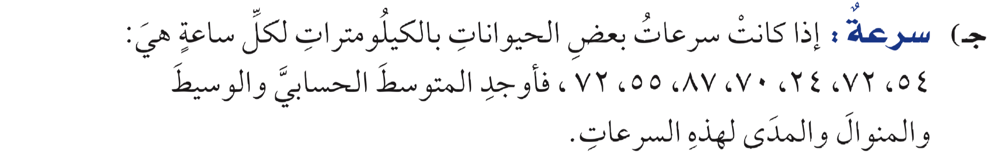 جـ) سرعةٌ : إذا كانتْ سرعاتُ بعضِ الحيواناتِ بالكيلُومتراتِ لكلِّ ساعةٍ هيَ:
٥٤، ٧٢، ٢٤، ٧٠، ٨٧، ٥٥، ٧٢ ، فأوجدِ المتوسطَ الحسابيَّ والوسيطَ
والمنوالَ والمدَى لهذهِ السرعاتِ.